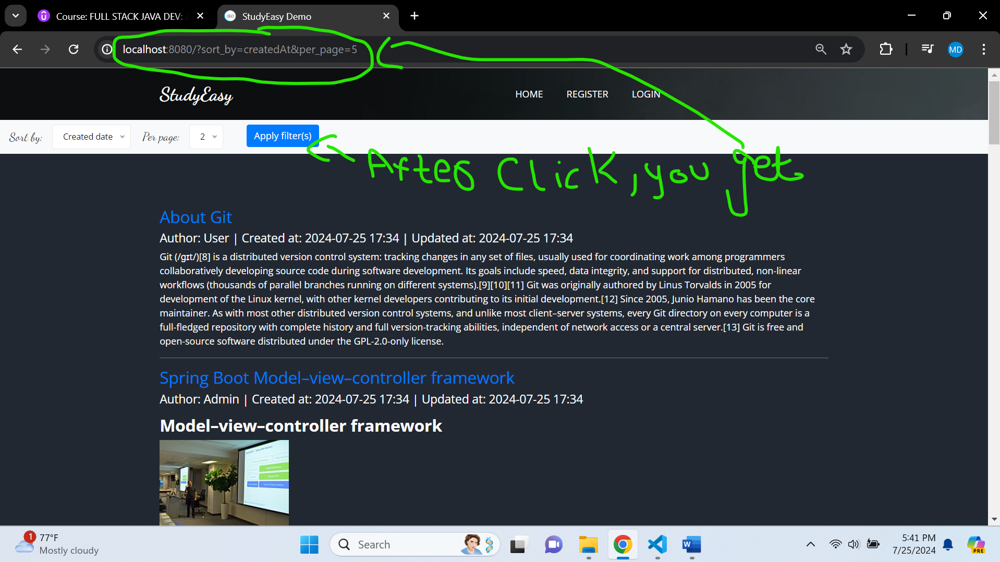 Course: FULL STACK JAVA DEV: J
StudyEasy Demo
localhost:8080/?sort_by=createdAt&per_page=5
MD
StudyEasy
HOME REGISTER LOGIN
Sort by: Created date Per page: 2 Apply filter(s)
After Click, you get
About Git
Author: User | Created at: 2024-07-25 17:34 | Updated at: 2024-07-25 17:34
Git (/ɡɪt/)[8] is a distributed version control system: tracking changes in any set of files, usually used for coordinating work among programmers
collaboratively developing source code during software development. Its goals include speed, data integrity, and support for distributed, non-linear
workflows (thousands of parallel branches running on different systems).[9][10][11] Git was originally authored by Linus Torvalds in 2005 for
development of the Linux kernel, with other kernel developers contributing to its initial development.[12] Since 2005, Junio Hamano has been the core
maintainer. As with most other distributed version control systems, and unlike most client–server systems, every Git directory on every computer is a
full-fledged repository with complete history and full version-tracking abilities, independent of network access or a central server.[13] Git is free and
open-source software distributed under the GPL-2.0-only license.
Spring Boot Model–view–controller framework
Author: Admin | Created at: 2024-07-25 17:34 | Updated at: 2024-07-25 17:34
Model–view–controller framework
1
77°F
Mostly cloudy
Search
W
5:41 PM
7/25/2024
PRE